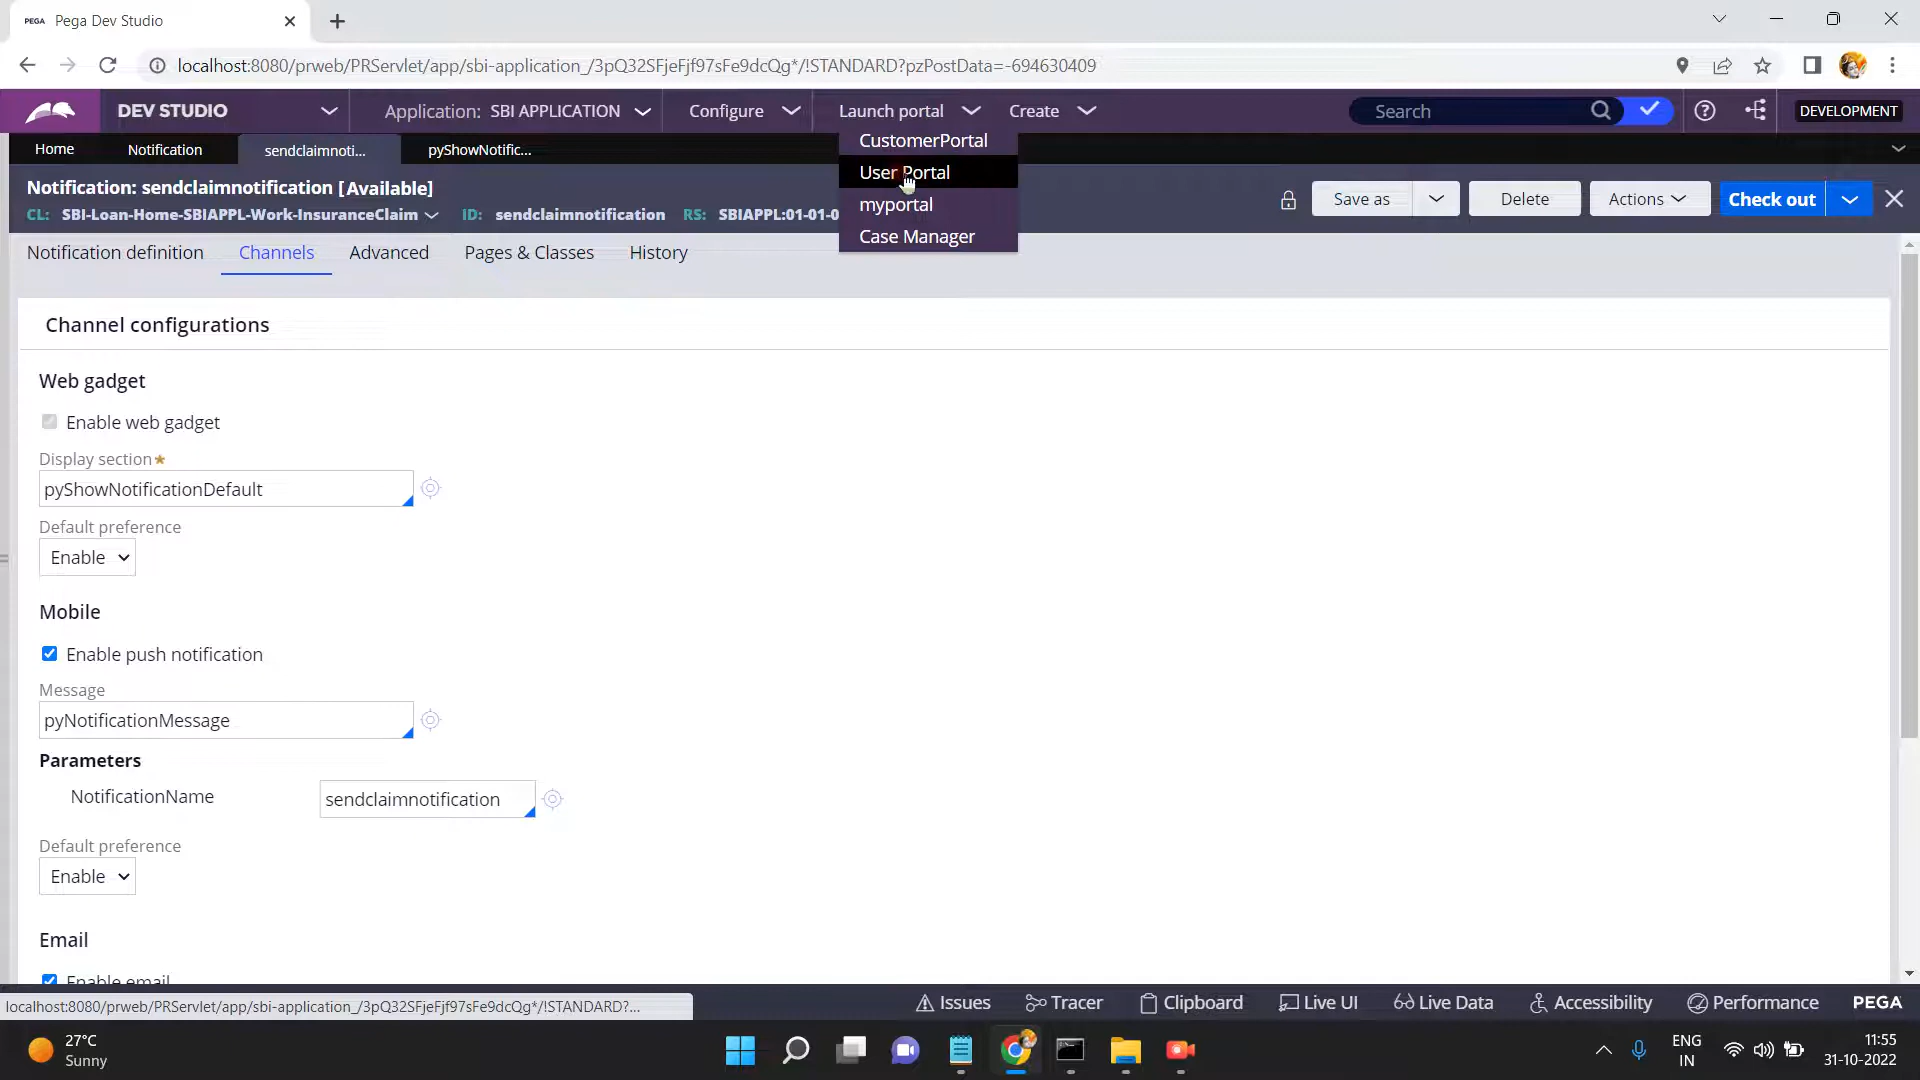 PEGA Pega Dev Studio
localhost:8080/prweb/PRServlet/app/sbi-application_/3pQ32SFjeFjf97sFe9dcQg*/!STANDARD?pzPostData=-694630409
DEV STUDIO Application: SBI APPLICATION Configure Launch portal Create Search DEVELOPMENT
Home Notification sendclaimnoti... pyShowNotific...
CustomerPortal
User Portal
myportal
Case Manager
Notification: sendclaimnotification [Available]
CL: SBI-Loan-Home-SBIAPPL-Work-InsuranceClaim ID: sendclaimnotification RS: SBIAPPL:01-01-0
Save as Delete Actions Check out
Notification definition Channels Advanced Pages & Classes History
Channel configurations
Web gadget
Enable web gadget
Display section
pyShowNotificationDefault
Default preference
Enable
Mobile
Enable push notification
Message
pyNotificationMessage
Parameters
NotificationName sendclaimnotification
Default preference
Enable
Email
Enable email
localhost:8080/prweb/PRServlet/app/sbi-application_/3pQ32SFjeFjf97sFe9dcQg*/!STANDARD?...
Issues Tracer Clipboard Live UI Live Data Accessibility Performance PEGA
27°C
Sunny
ENG
IN
11:55
31-10-2022